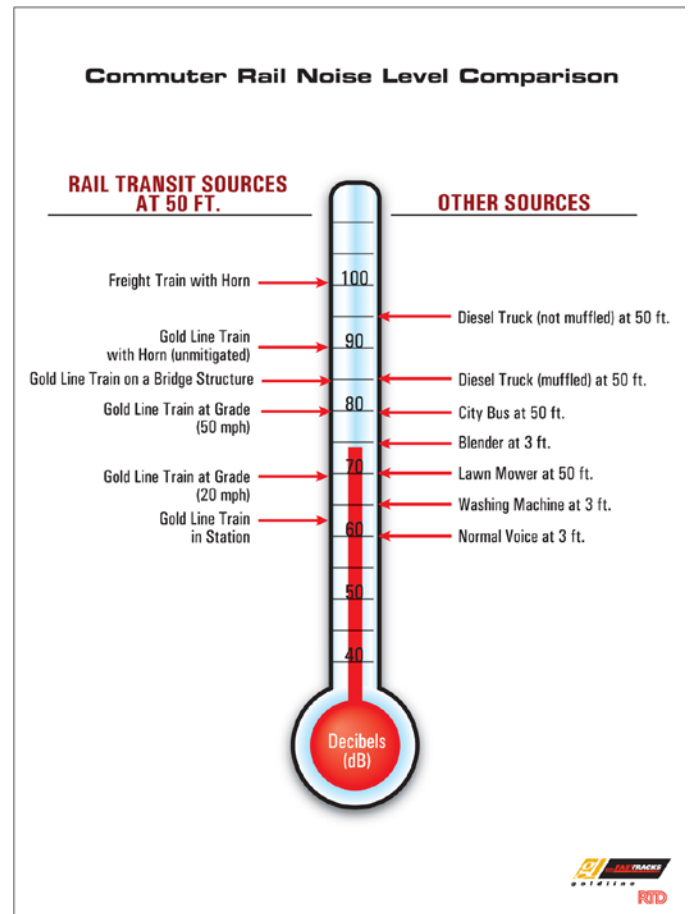 Commuter Rail Noise Level Comparison
RAIL TRANSIT SOURCES
AT 50 FT.
OTHER SOURCES
Freight Train with Horn
100
Diesel Truck (not muffled) at 50 ft.
Gold Line Train
with Horn (unmitigated)
90
Gold Line Train on a Bridge Structure
Diesel Truck (muffled) at 50 ft.
Gold Line Train at Grade
(50 mph)
80
City Bus at 50 ft.
Blender at 3 ft.
70
Gold Line Train at Grade
(20 mph)
Lawn Mower at 50 ft.
Washing Machine at 3 ft.
Gold Line Train
in Station
60
Normal Voice at 3 ft.
50
40
Decibels
(dB)
gl FASTRACKS
goldline
RTD